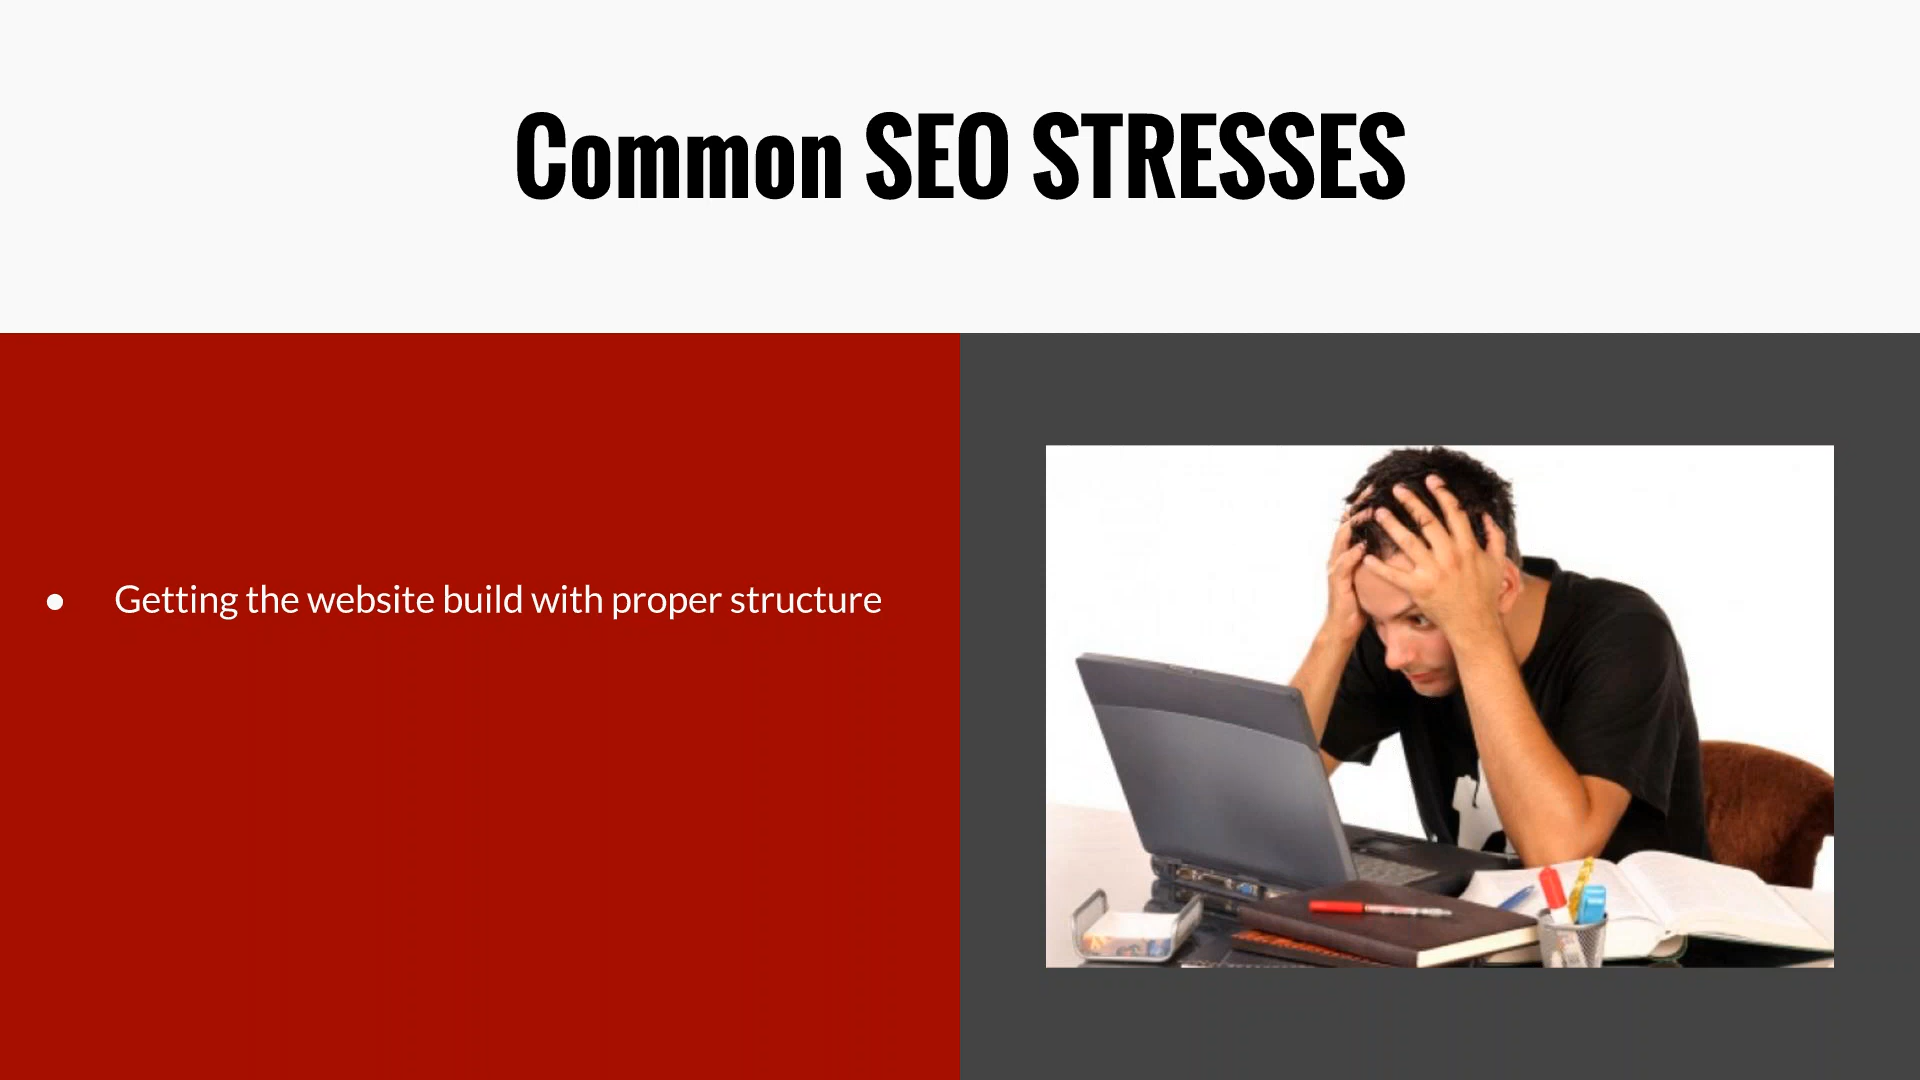 Common SEO STRESSES
● Getting the website build with proper structure